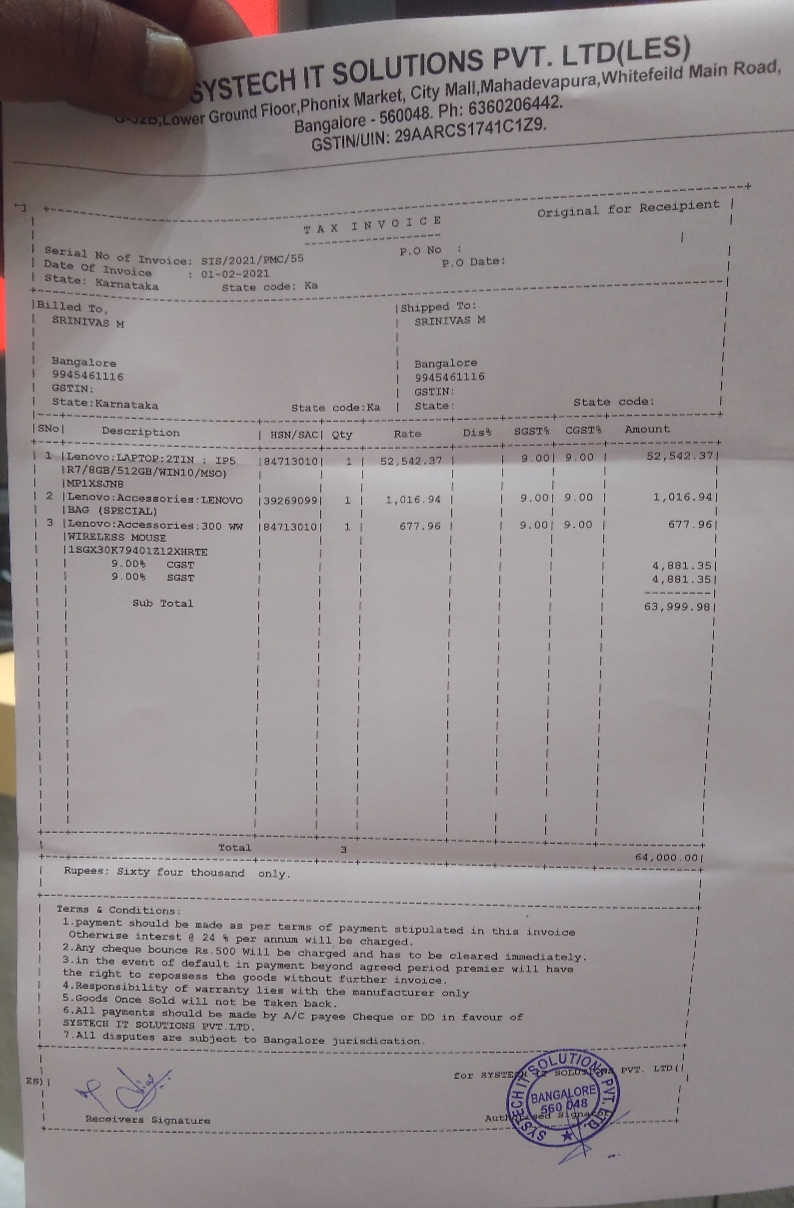 SYSTECH IT SOLUTIONS PVT. LTD(LES)
Lower Ground Floor,Phonix Market, City Mall,Mahadevapura,Whitefeild Main Road,
Bangalore - 560048. Ph: 6360206442.
GSTIN/UIN: 29AARCS1741C1Z9.
TAX INVOICE Original for Receipient
Serial No of Invoice: SIS/2021/PMC/55 P.O No :
Date Of Invoice : 01-02-2021 P.O Date:
State: Karnataka State code: Ka
Billed To, Shipped To:
SRINIVAS M SRINIVAS M
Bangalore Bangalore
9945461116 9945461116
GSTIN: GSTIN:
State:Karnataka State code:Ka State: State code:
SNo Description HSN/SAC Qty Rate Dis% SGST% CGST% Amount
1 Lenovo:LAPTOP:2TIN : IP5 84713010 1 52,542.37 9.00 9.00 52,542.37
R7/8GB/512GB/WIN10/MSO)
MP1XSJNB
2 Lenovo:Accessories:LENOVO 39269099 1 1,016.94 9.00 9.00 1,016.94
BAG (SPECIAL)
3 Lenovo:Accessories:300 WW 84713010 1 677.96 9.00 9.00 677.96
WIRELESS MOUSE
1SGX30K79401Z12XHRTE
9.00% CGST 4,881.35
9.00% SGST 4,881.35
Sub Total 63,999.98
Total 3 64,000.00
Rupees: Sixty four thousand only.
Terms & Conditions:
1.payment should be made as per terms of payment stipulated in this invoice
Otherwise interst @ 24 % per annum will be charged.
2.Any cheque bounce Rs.500 Will be charged and has to be cleared immediately.
3.in the event of default in payment beyond agreed period premier will have
the right to repossess the goods without further invoice.
4.Responsibility of warranty lies with the manufacturer only
5.Goods Once Sold will not be Taken back.
6.All payments should be made by A/C payee Cheque or DD in favour of
SYSTECH IT SOLUTIONS PVT.LTD.
7.All disputes are subject to Bangalore jurisdication.
for SYSTECH IT SOLUTIONS PVT. LTD(L
ES)
SYSTECH IT SOLUTIONS PVT. LTD.
BANGALORE
560 048
Receivers Signature Authorised Signatory